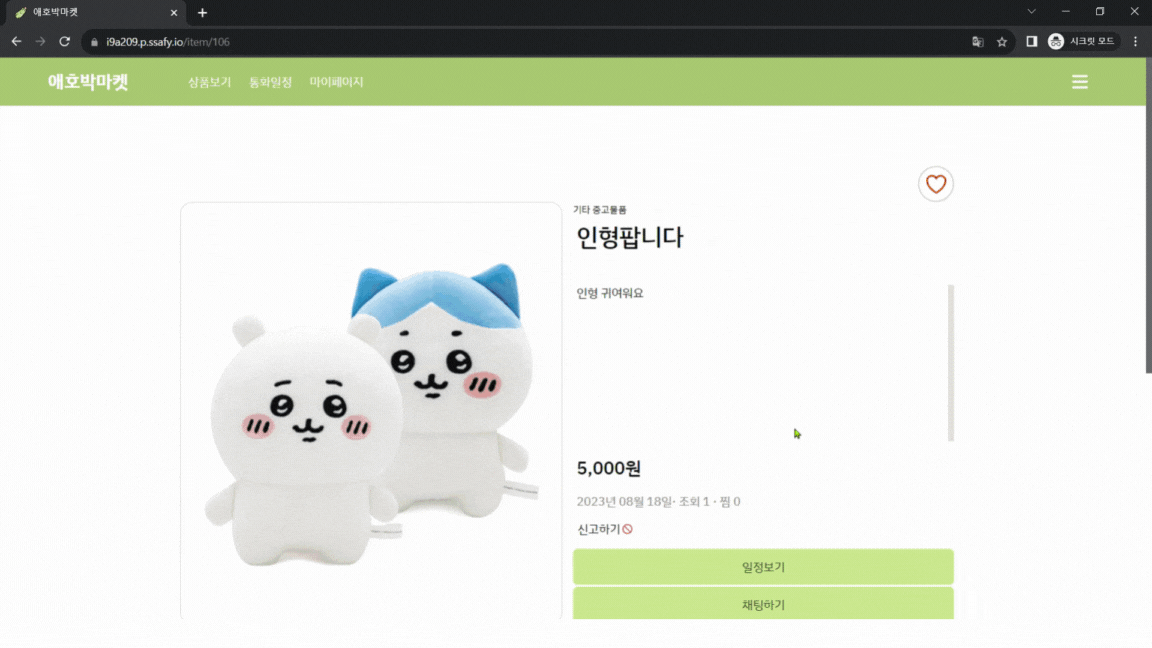 애호박마켓
i9a209.p.ssafy.io/item/106
시크릿 모드
애호박마켓
상품보기 통화일정 마이페이지
기타 중고물품
인형팝니다
인형 귀여워요
5,000원
2023년 08월 18일· 조회 1 · 찜 0
신고하기
일정보기
채팅하기